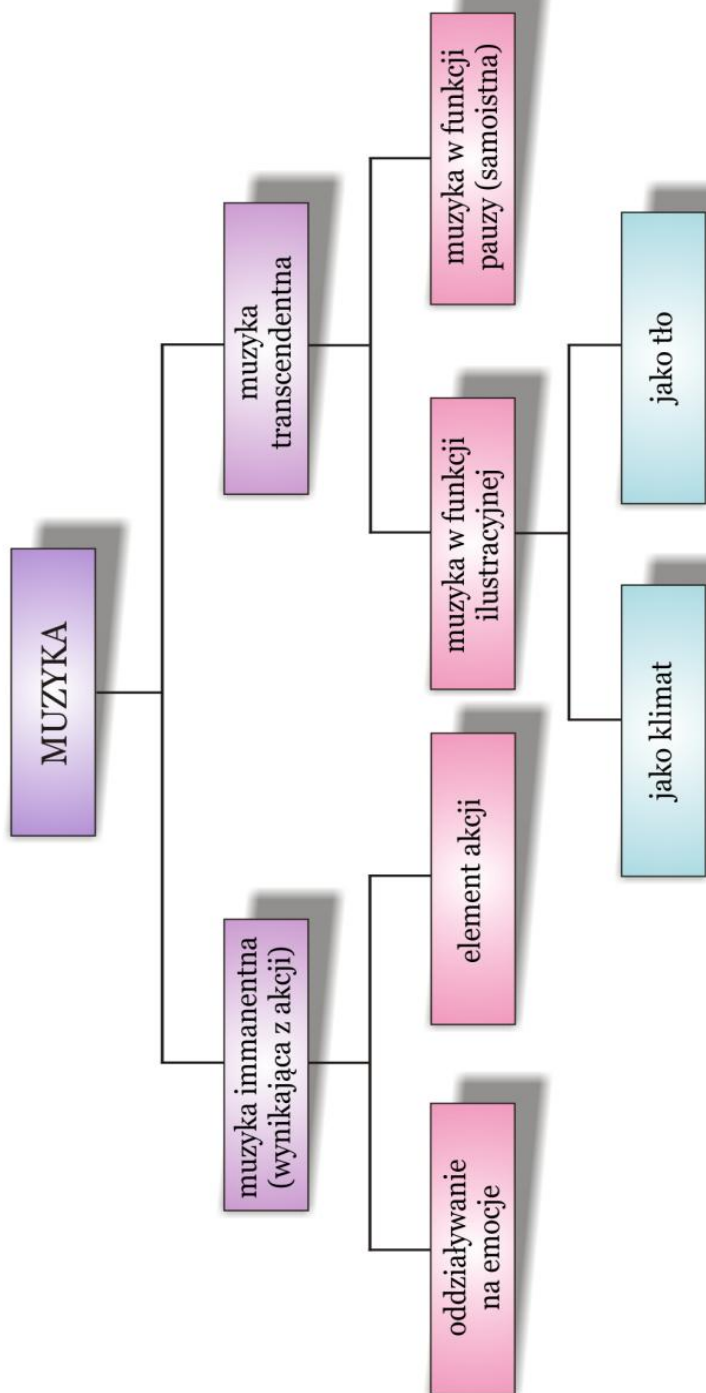 MUZYKA
muzyka immanentna
(wynikająca z akcji)
muzyka
transcendentna
oddziaływanie
na emocje
element akcji
muzyka w funkcji
ilustracyjnej
muzyka w funkcji
pauzy (samoistna)
jako klimat
jako tło